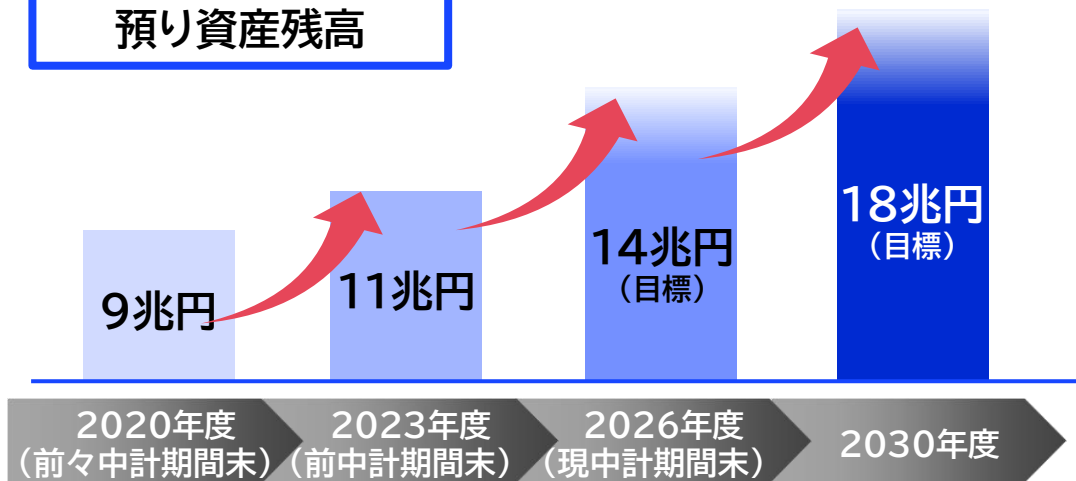 預り資産残高
9兆円
11兆円
14兆円
（目標）
18兆円
（目標）
2020年度
（前々中計期間末）
2023年度
（前中計期間末）
2026年度
（現中計期間末）
2030年度